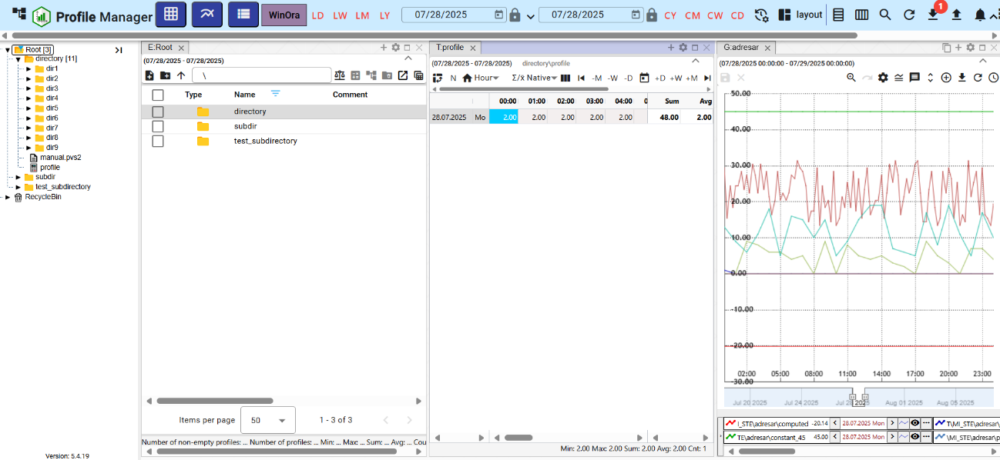 Profile Manager WinOra LD LW LM LY 07/28/2025 07/28/2025 CY CM CW CD layout 1
Root [3]
directory [11]
dir1
dir2
dir3
dir4
dir5
dir6
dir7
dir8
dir9
manual.pvs2
profile
subdir
test_subdirectory
RecycleBin
Version: 5.4.19
E:Root
(07/28/2025 - 07/28/2025)
\
Type Name Comment
directory
subdir
test_subdirectory
Items per page 50 1 - 3 of 3
Number of non-empty profiles: ... Number of profiles: ... Min: ... Max: ... Sum: ... Avg: ... Cou
T:profile
(07/28/2025 - 07/28/2025) directory\profile
N Hour Σ/x̄ Native -M -W -D +D +W +M
00:00 01:00 02:00 03:00 04:00 0 Sum Avg
28.07.2025 Mo 2.00 2.00 2.00 2.00 2.00 48.00 2.00
Min: 2.00 Max: 2.00 Sum: 2.00 Avg: 2.00 Cnt: 1
G:adresar
(07/28/2025 00:00:00 - 07/29/2025 00:00:00)
50.00
40.00
30.00
20.00
10.00
0.00
-10.00
-20.00
-30.00
02:00 05:00 08:00 11:00 14:00 17:00 20:00 23:00
Jul 20 2025 Jul 24 2025 Jul 28 2025 Aug 01 2025 Aug 05 2025
I_STE\adresar\computed -20.14 28.07.2025 Mon T\MI_STE\adresar\
TE\adresar\constant_45 45.00 28.07.2025 Mon \MI_STE\adresar\p